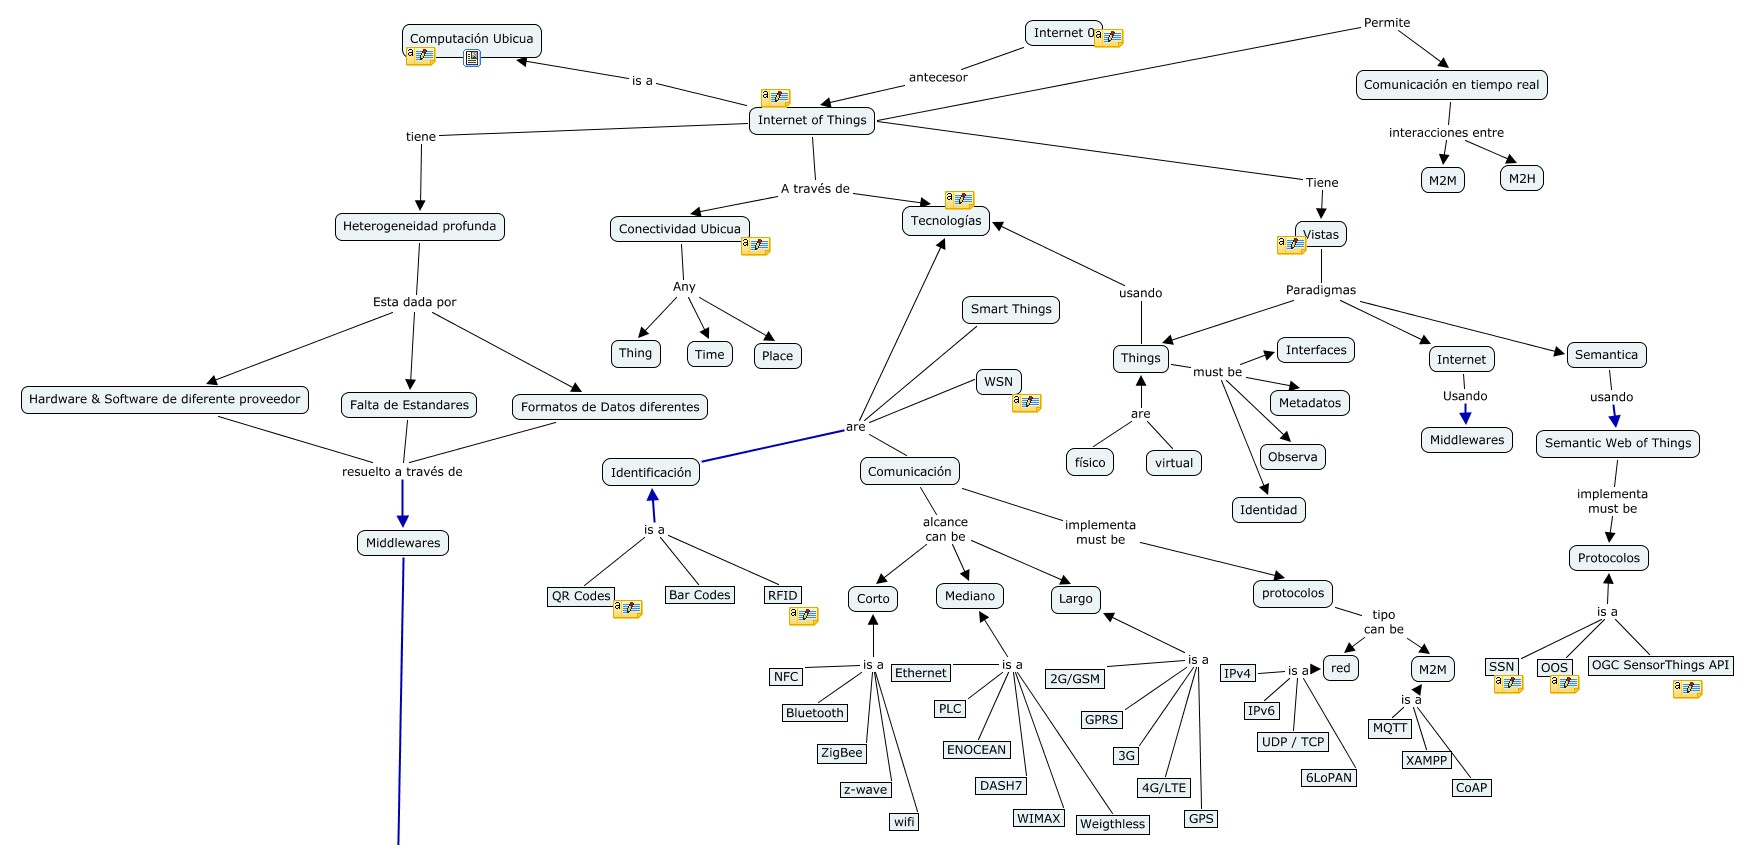 Computación Ubicua
Internet 0
Permite
is a
antecesor
Comunicación en tiempo real
Internet of Things
tiene
interacciones entre
M2M
M2H
A través de
Tiene
Heterogeneidad profunda
Conectividad Ubicua
Tecnologías
Vistas
Any
usando
Paradigmas
Esta dada por
Smart Things
Thing
Time
Place
Things
Interfaces
Internet
Semantica
must be
WSN
Hardware & Software de diferente proveedor
Falta de Estandares
Formatos de Datos diferentes
Metadatos
Usando
usando
are
are
Middlewares
Semantic Web of Things
físico
virtual
Observa
resuelto a través de
Identificación
Comunicación
Identidad
implementa
must be
Middlewares
is a
alcance
can be
implementa
must be
Protocolos
QR Codes
Bar Codes
RFID
Corto
Mediano
Largo
protocolos
tipo
can be
is a
NFC
is a
Ethernet
is a
2G/GSM
is a
IPv4
is a
red
M2M
SSN
OOS
OGC SensorThings API
Bluetooth
PLC
GPRS
IPv6
is a
MQTT
ZigBee
ENOCEAN
3G
UDP / TCP
XAMPP
z-wave
DASH7
4G/LTE
6LoPAN
CoAP
wifi
WIMAX
Weigthless
GPS